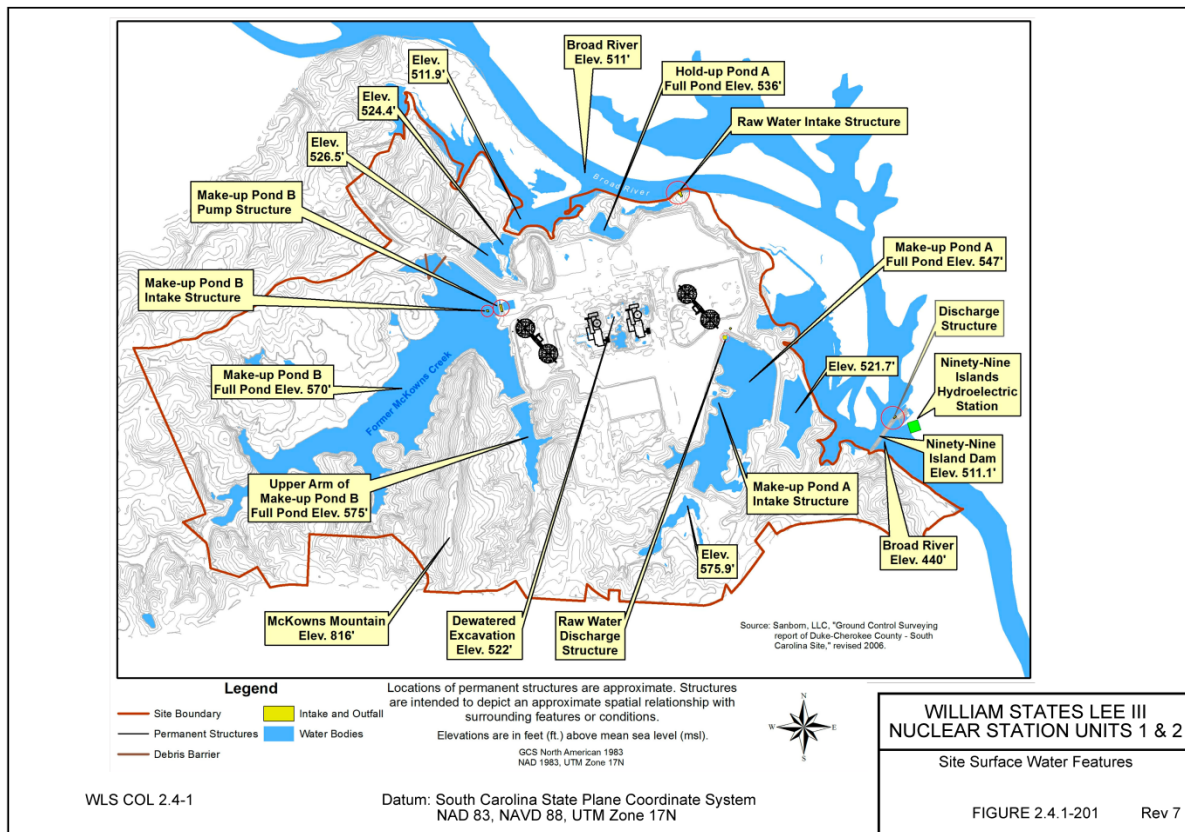 Broad River
Elev. 511'
Elev.
511.9'
Hold-up Pond A
Full Pond Elev. 536'
Elev.
524.4'
Raw Water Intake Structure
Elev.
526.5'
Broad River
Make-up Pond B
Pump Structure
Make-up Pond A
Full Pond Elev. 547'
Make-up Pond B
Intake Structure
Discharge
Structure
Elev. 521.7'
Ninety-Nine
Islands
Hydroelectric
Station
Make-up Pond B
Full Pond Elev. 570'
Former McKowns Creek
Ninety-Nine
Island Dam
Elev. 511.1'
Upper Arm of
Make-up Pond B
Full Pond Elev. 575'
Make-up Pond A
Intake Structure
Broad River
Elev. 440'
Elev.
575.9'
McKowns Mountain
Elev. 816'
Dewatered
Excavation
Elev. 522'
Raw Water
Discharge
Structure
Source: Sanborn, LLC, "Ground Control Surveying
report of Duke-Cherokee County - South
Carolina Site," revised 2006.
Legend
Site Boundary
Intake and Outfall
Permanent Structures
Water Bodies
Debris Barrier
Locations of permanent structures are approximate. Structures
are intended to depict an approximate spatial relationship with
surrounding features or conditions.
Elevations are in feet (ft.) above mean sea level (msl).
GCS North American 1983
NAD 1983, UTM Zone 17N
N
W
E
S
WILLIAM STATES LEE III
NUCLEAR STATION UNITS 1 & 2
Site Surface Water Features
FIGURE 2.4.1-201 Rev 7
WLS COL 2.4-1
Datum: South Carolina State Plane Coordinate System
NAD 83, NAVD 88, UTM Zone 17N